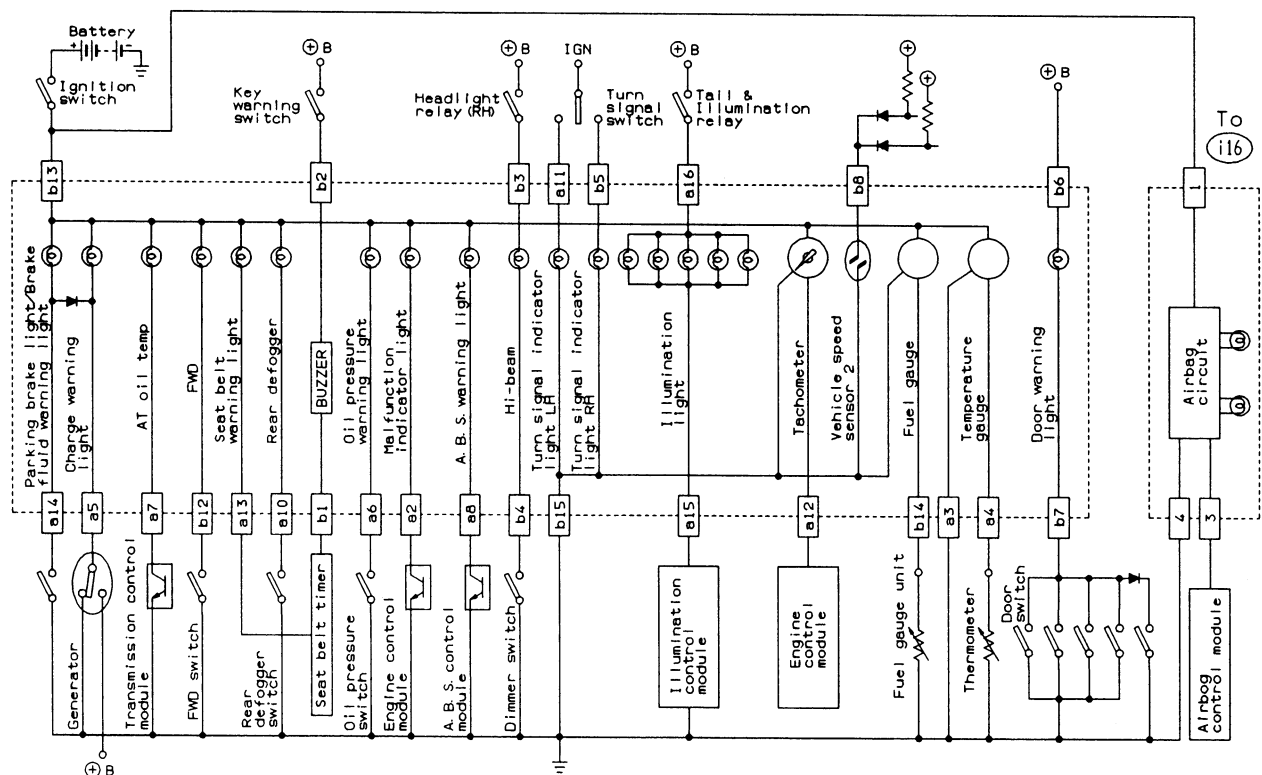 Battery
+ -
Ignition
switch
Key
warning
switch
+ B
Headlight
relay (RH)
+ B
IGN
Turn
signal
switch
+ B
Tail &
Illumination
relay
+
+
+ B
To
i16
b13
b2
b3
a11
b5
a16
b8
b6
1
Parking brake light/Brake
fluid warning light
Charge warning
light
AT oil temp
FWD
Seat belt
warning light
Rear defogger
BUZZER
Oil pressure
warning light
Malfunction
indicator light
A.B.S. warning light
Hi-beam
Turn signal indicator
light LH
Turn signal indicator
light RH
Illumination
light
Tachometer
Vehicle speed
sensor 2
Fuel gauge
Temperature
gauge
Door warning
light
Airbag
circuit
a14
a5
a7
b12
a13
a10
b1
a6
a2
a8
b4
b15
a15
a12
b14
a3
a4
b7
4
3
Generator
Transmission control
module
FWD switch
Rear
defogger
switch
Seat belt timer
Oil pressure
switch
Engine control
module
A.B.S. control
module
Dimmer switch
Illumination
control
module
Engine
control
module
Fuel gauge unit
Thermometer
Door
switch
Airbog
control module
+ B